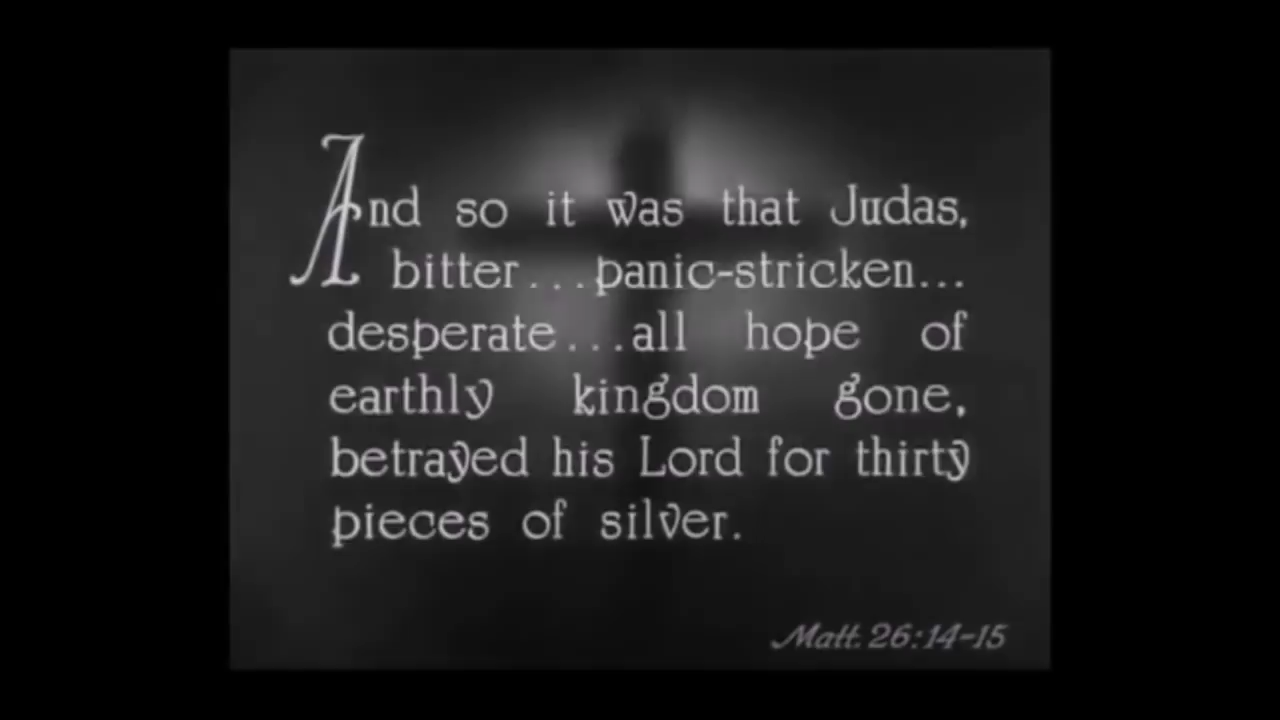 And so it was that Judas,
bitter...panic-stricken...
desperate...all hope of
earthly kingdom gone,
betrayed his Lord for thirty
pieces of silver.
Matt. 26:14-15